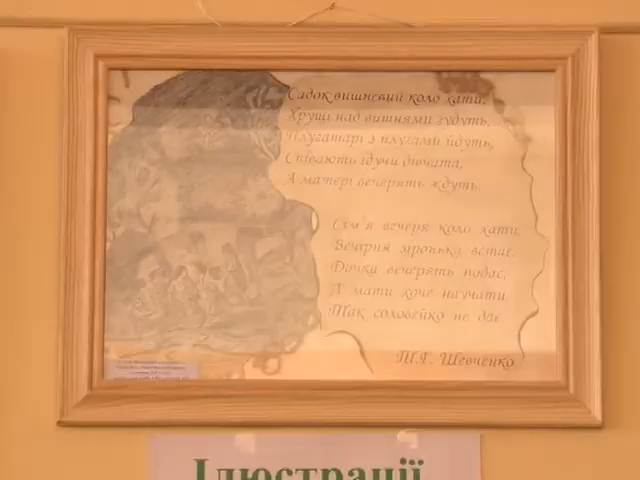 Садок вишневий коло хати,
Хрущі над вишнями гудуть,
Плугатарі з плугами йдуть,
Співають ідучи дівчата,
А матері вечерять ждуть.
Сім'я вечеря коло хати,
Вечірня зіронька встає.
Дочка вечерять подає,
А мати хоче научати,
Так соловейко не дає
Т.Г. Шевченко
Ілюстрації